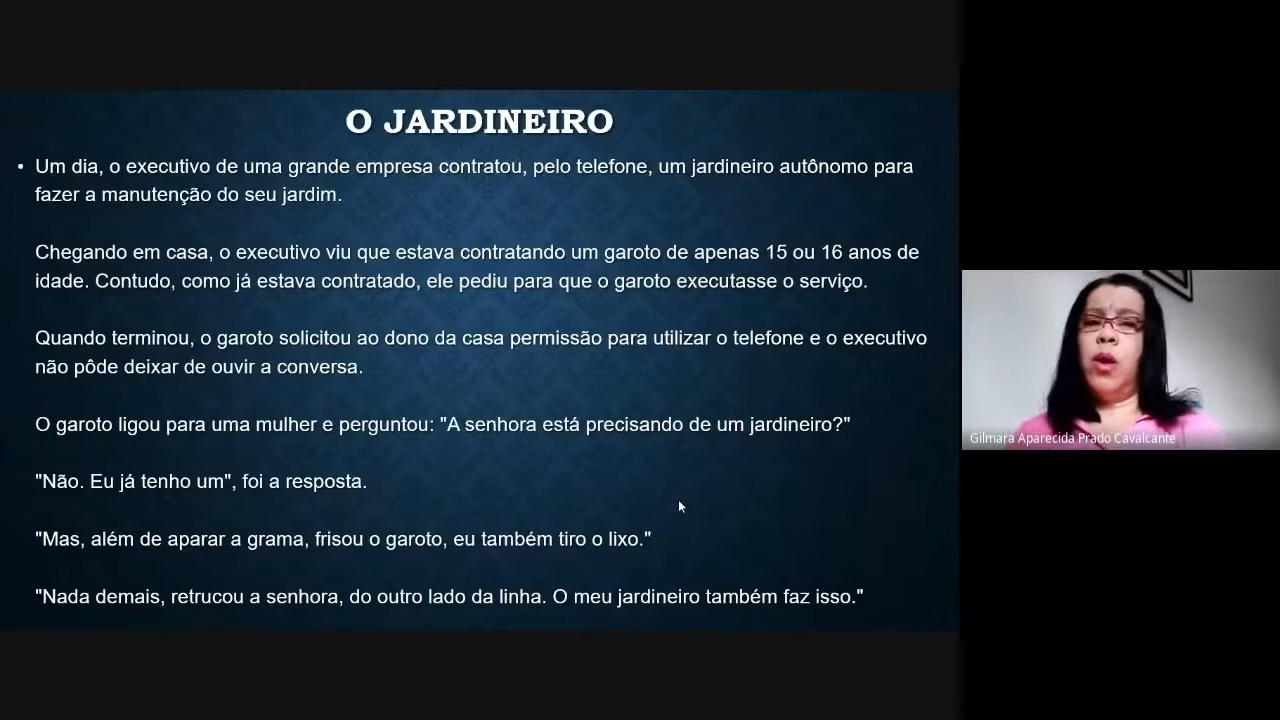 O JARDINEIRO
• Um dia, o executivo de uma grande empresa contratou, pelo telefone, um jardineiro autônomo para
fazer a manutenção do seu jardim.
Chegando em casa, o executivo viu que estava contratando um garoto de apenas 15 ou 16 anos de
idade. Contudo, como já estava contratado, ele pediu para que o garoto executasse o serviço.
Quando terminou, o garoto solicitou ao dono da casa permissão para utilizar o telefone e o executivo
não pôde deixar de ouvir a conversa.
O garoto ligou para uma mulher e perguntou: "A senhora está precisando de um jardineiro?"
"Não. Eu já tenho um", foi a resposta.
"Mas, além de aparar a grama, frisou o garoto, eu também tiro o lixo."
"Nada demais, retrucou a senhora, do outro lado da linha. O meu jardineiro também faz isso."
Gilmara Aparecida Prado Cavalcante